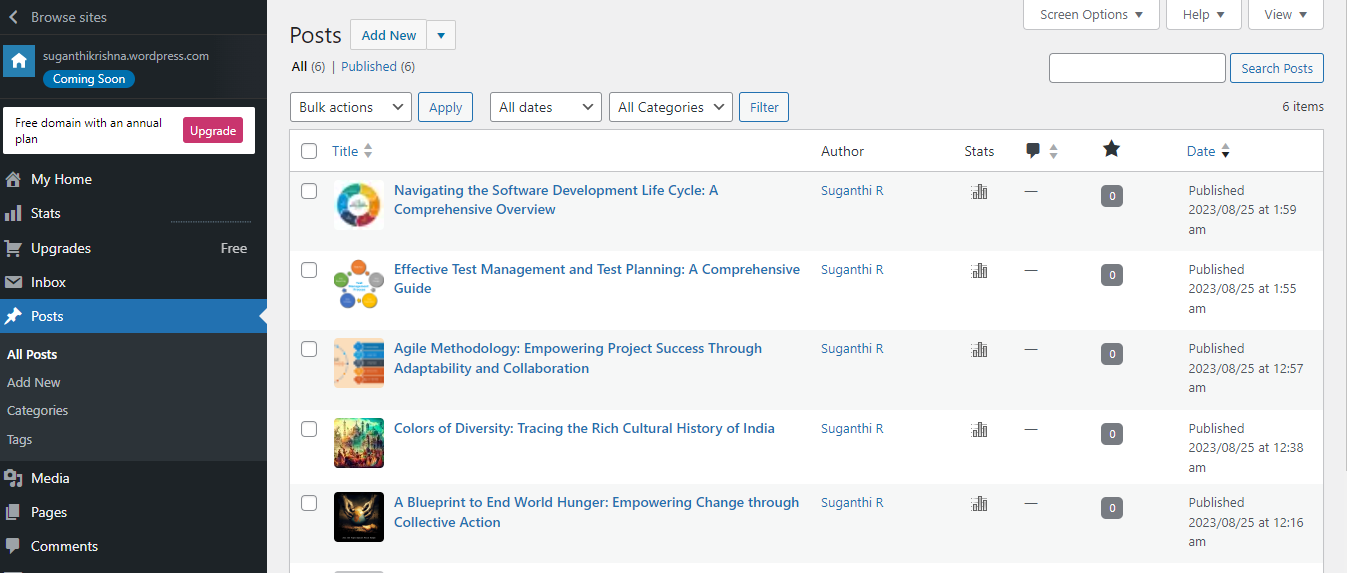 Browse sites
suganthikrishna.wordpress.com
Coming Soon
Free domain with an annual
plan
Upgrade
My Home
Stats
Upgrades Free
Inbox
Posts
All Posts
Add New
Categories
Tags
Media
Pages
Comments
Screen Options Help View
Posts Add New
All (6) | Published (6)
Search Posts
Bulk actions Apply All dates All Categories Filter 6 items
Title Author Stats Date
Navigating the Software Development Life Cycle: A
Comprehensive Overview
Suganthi R
—
0
Published
2023/08/25 at 1:59
am
Effective Test Management and Test Planning: A Comprehensive
Guide
Suganthi R
—
0
Published
2023/08/25 at 1:55
am
Agile Methodology: Empowering Project Success Through
Adaptability and Collaboration
Suganthi R
—
0
Published
2023/08/25 at 12:57
am
Colors of Diversity: Tracing the Rich Cultural History of India
Suganthi R
—
0
Published
2023/08/25 at 12:38
am
A Blueprint to End World Hunger: Empowering Change through
Collective Action
Suganthi R
—
0
Published
2023/08/25 at 12:16
am